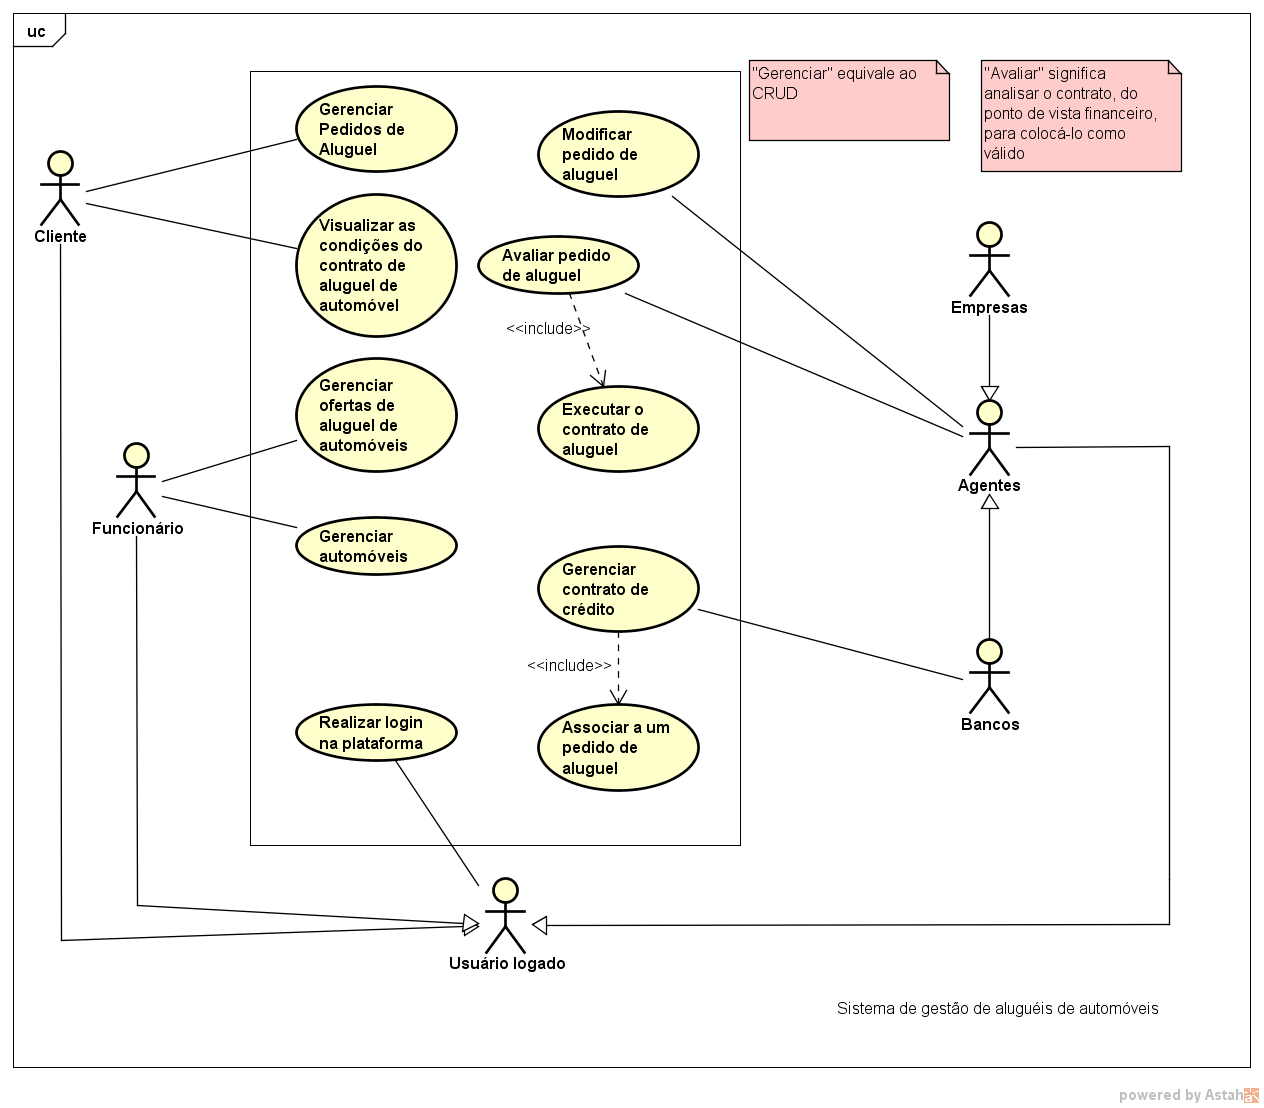 uc
"Gerenciar" equivale ao
CRUD
"Avaliar" significa
analisar o contrato, do
ponto de vista financeiro,
para colocá-lo como
válido
Gerenciar
Pedidos de
Aluguel
Modificar
pedido de
aluguel
Cliente
Visualizar as
condições do
contrato de
aluguel de
automóvel
Avaliar pedido
de aluguel
<<include>>
Empresas
Gerenciar
ofertas de
aluguel de
automóveis
Executar o
contrato de
aluguel
Agentes
Funcionário
Gerenciar
automóveis
Gerenciar
contrato de
crédito
<<include>>
Bancos
Realizar login
na plataforma
Associar a um
pedido de
aluguel
Usuário logado
Sistema de gestão de aluguéis de automóveis
powered by Astah